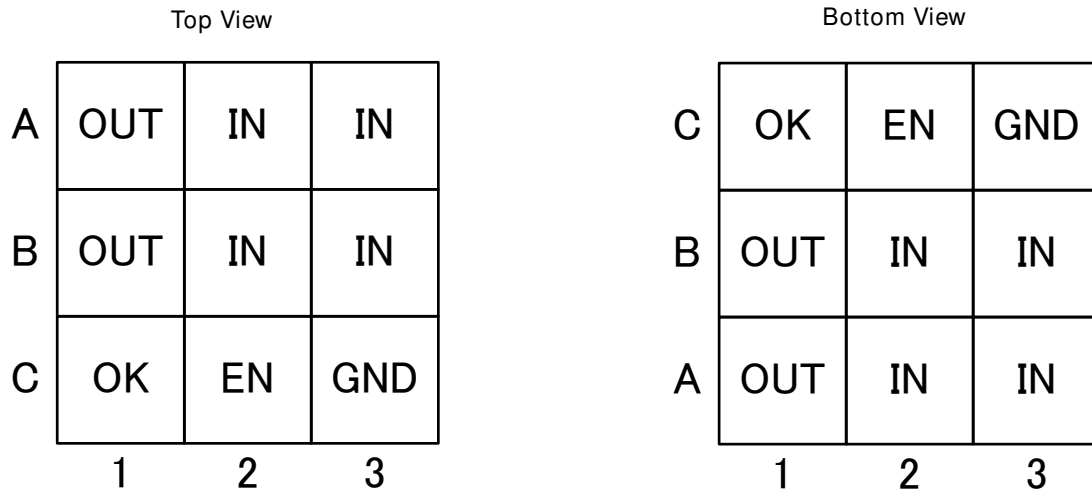 Top View
A OUT IN IN
B OUT IN IN
C OK EN GND
1 2 3
Bottom View
C OK EN GND
B OUT IN IN
A OUT IN IN
1 2 3